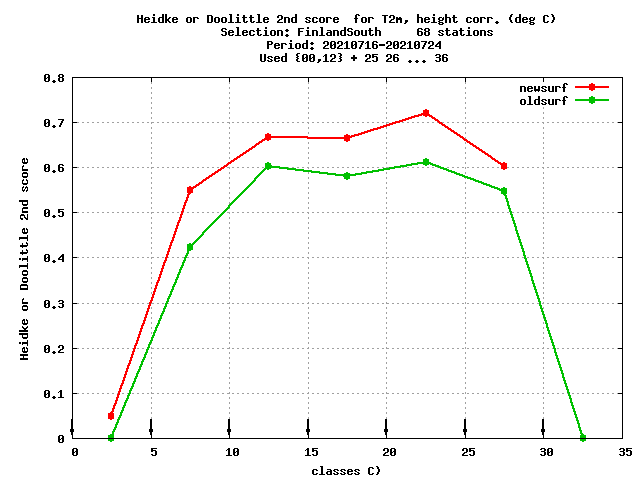 Heidke or Doolittle 2nd score  for T2m, height corr. (deg C)
Selection: FinlandSouth     68 stations
Period: 20210716-20210724
Used {00,12} + 25 26 ... 36
newsurf
oldsurf
0.8
0.7
0.6
0.5
0.4
0.3
0.2
0.1
0
Heidke or Doolittle 2nd score
0 5 10 15 20 25 30 35
classes C)